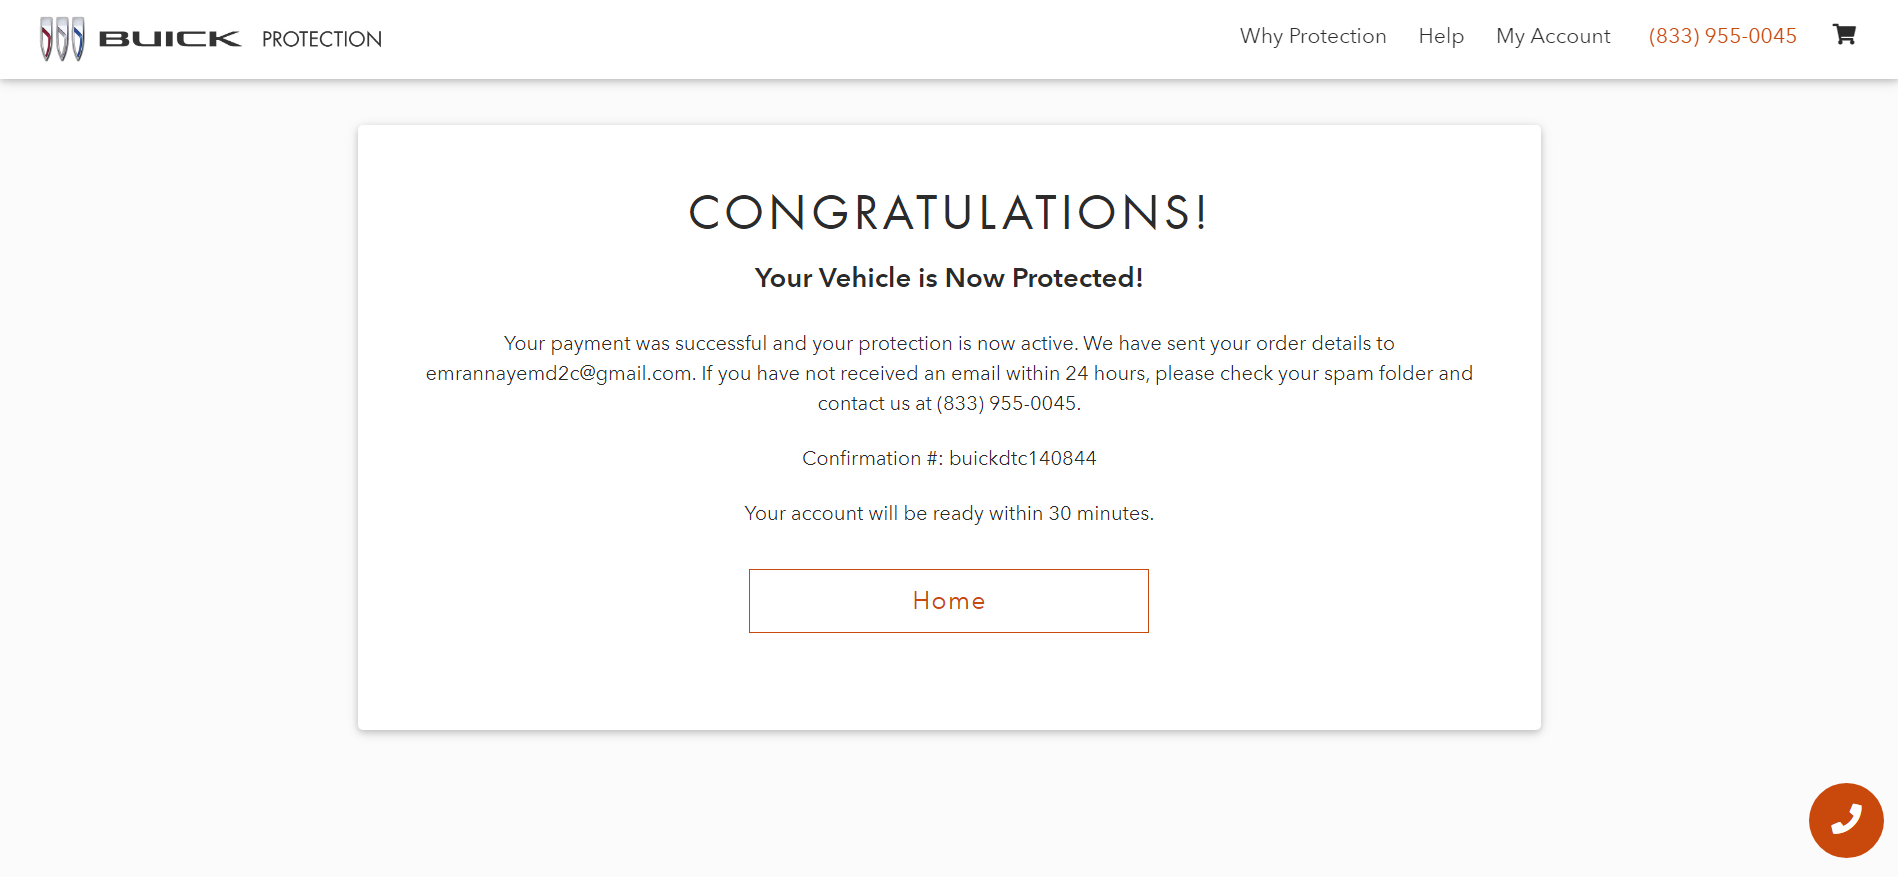 BUICK PROTECTION
Why Protection Help My Account (833) 955-0045
CONGRATULATIONS!
Your Vehicle is Now Protected!
Your payment was successful and your protection is now active. We have sent your order details to
emrannayemd2c@gmail.com. If you have not received an email within 24 hours, please check your spam folder and
contact us at (833) 955-0045.
Confirmation #: buickdtc140844
Your account will be ready within 30 minutes.
Home